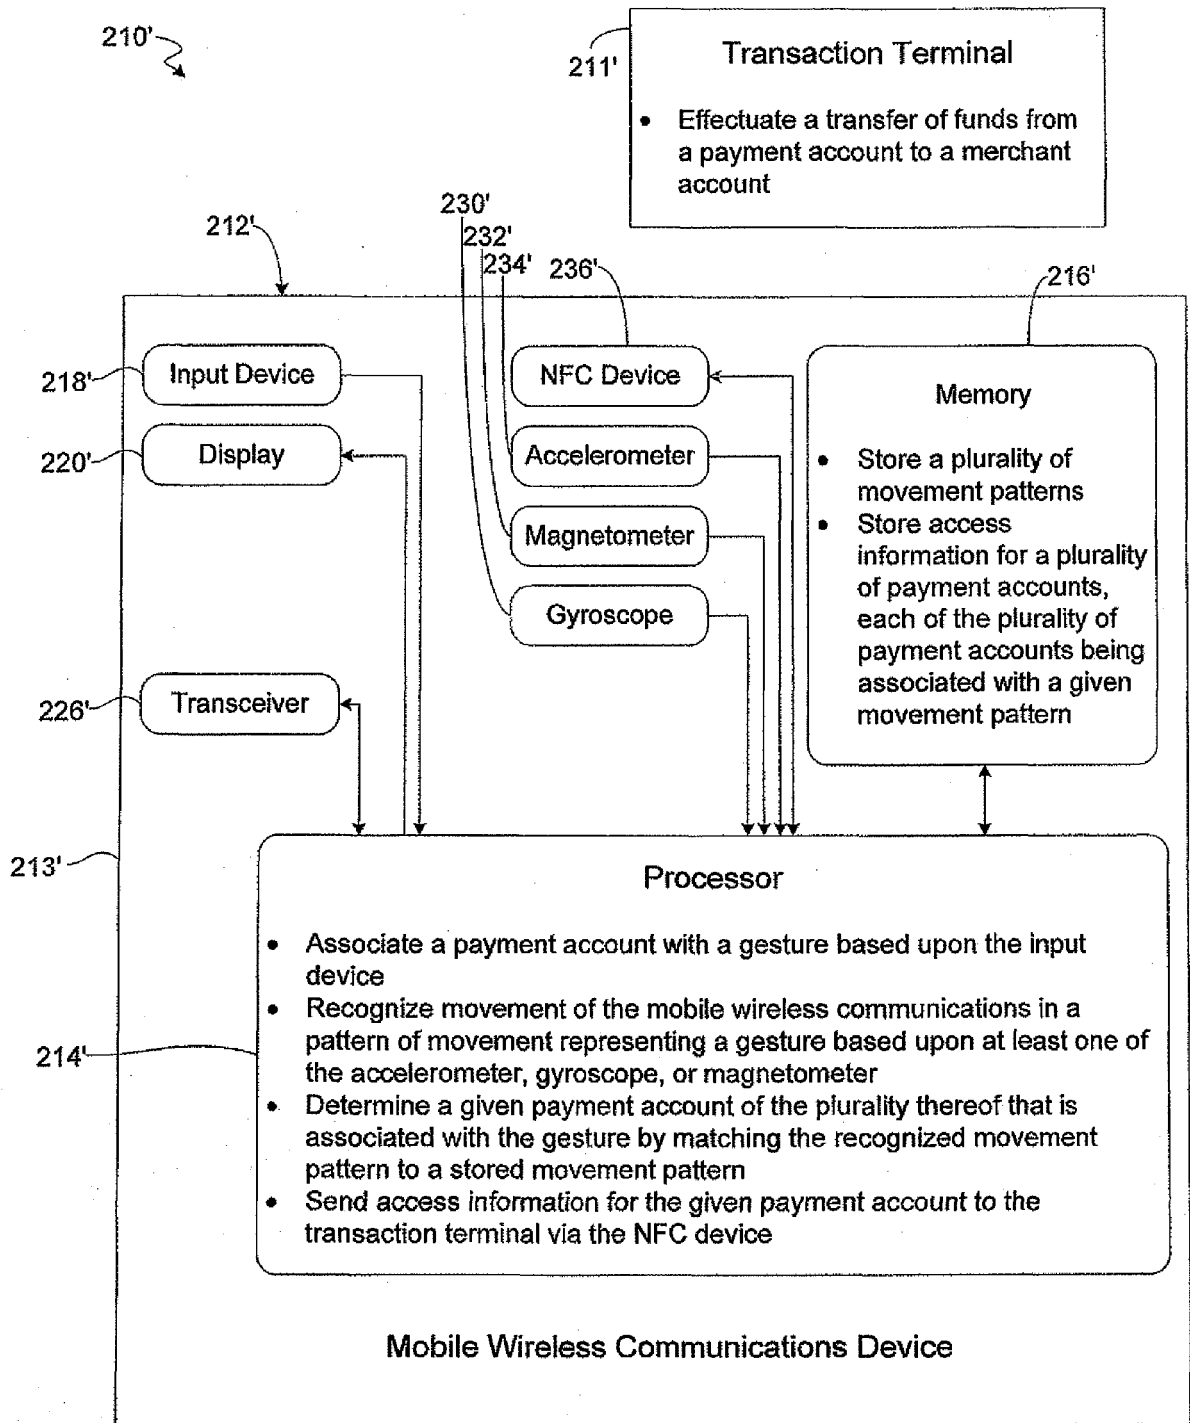 210'
211'
Transaction Terminal
• Effectuate a transfer of funds from
a payment account to a merchant
account
230'
232'
234'
236'
212'
216'
218'
Input Device
NFC Device
Memory
220'
Display
Accelerometer
• Store a plurality of
movement patterns
Magnetometer
• Store access
information for a plurality
of payment accounts,
each of the plurality of
payment accounts being
associated with a given
movement pattern
Gyroscope
226'
Transceiver
213'
Processor
• Associate a payment account with a gesture based upon the input
device
• Recognize movement of the mobile wireless communications in a
pattern of movement representing a gesture based upon at least one of
the accelerometer, gyroscope, or magnetometer
214'
• Determine a given payment account of the plurality thereof that is
associated with the gesture by matching the recognized movement
pattern to a stored movement pattern
• Send access information for the given payment account to the
transaction terminal via the NFC device
Mobile Wireless Communications Device